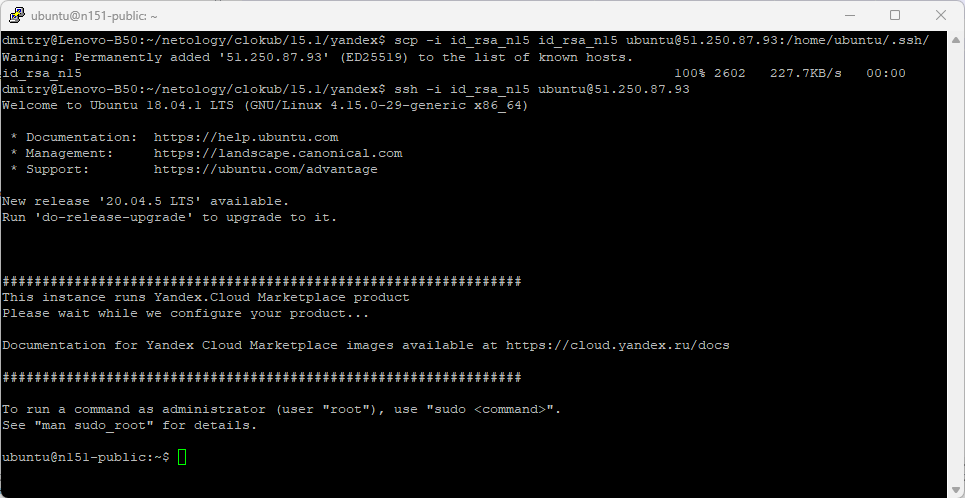 ubuntu@n151-public: ~
dmitry@Lenovo-B50:~/netology/clokub/15.1/yandex$ scp -i id_rsa_n15 id_rsa_n15 ubuntu@51.250.87.93:/home/ubuntu/.ssh/
Warning: Permanently added '51.250.87.93' (ED25519) to the list of known hosts.
id_rsa_n15                                                                          100% 2602   227.7KB/s   00:00
dmitry@Lenovo-B50:~/netology/clokub/15.1/yandex$ ssh -i id_rsa_n15 ubuntu@51.250.87.93
Welcome to Ubuntu 18.04.1 LTS (GNU/Linux 4.15.0-29-generic x86_64)
 * Documentation:  https://help.ubuntu.com
 * Management:     https://landscape.canonical.com
 * Support:        https://ubuntu.com/advantage
New release '20.04.5 LTS' available.
Run 'do-release-upgrade' to upgrade to it.
#################################################################
This instance runs Yandex.Cloud Marketplace product
Please wait while we configure your product...
Documentation for Yandex Cloud Marketplace images available at https://cloud.yandex.ru/docs
#################################################################
To run a command as administrator (user "root"), use "sudo <command>".
See "man sudo_root" for details.
ubuntu@n151-public:~$